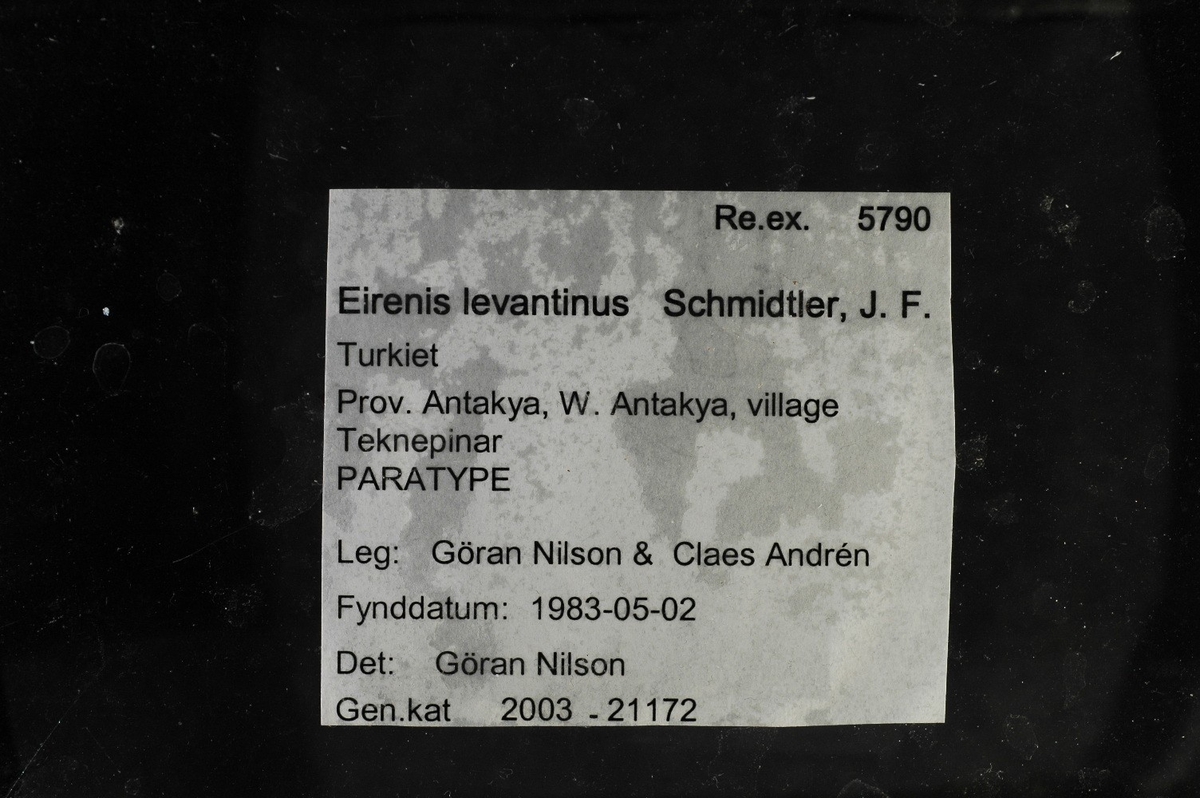 Re.ex. 5790
Eirenis levantinus Schmidtler, J. F.
Turkiet
Prov. Antakya, W. Antakya, village
Teknepinar
PARATYPE
Leg: Göran Nilson & Claes Andrén
Fynddatum: 1983-05-02
Det: Göran Nilson
Gen.kat 2003 - 21172